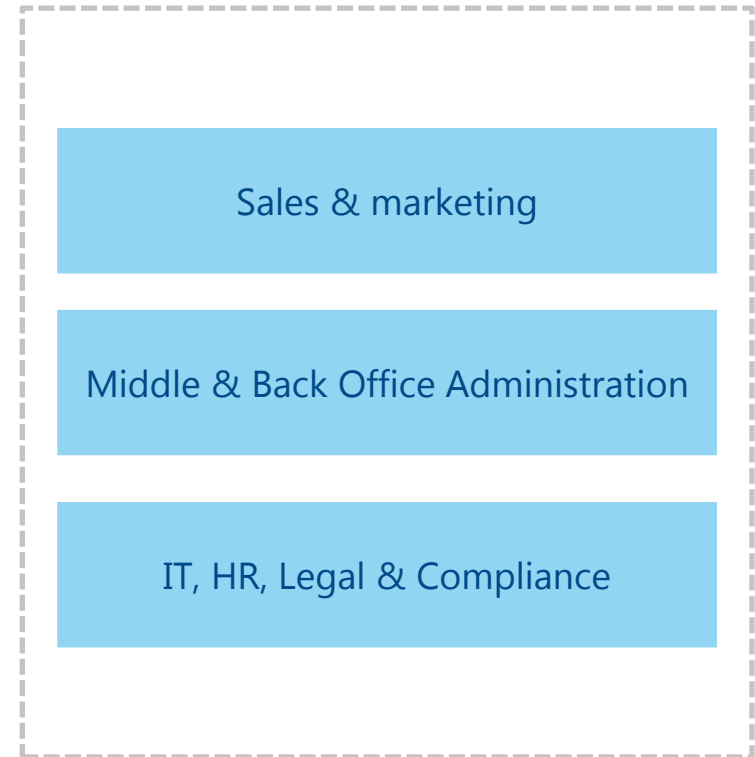 Sales & marketing
Middle & Back Office Administration
IT, HR, Legal & Compliance